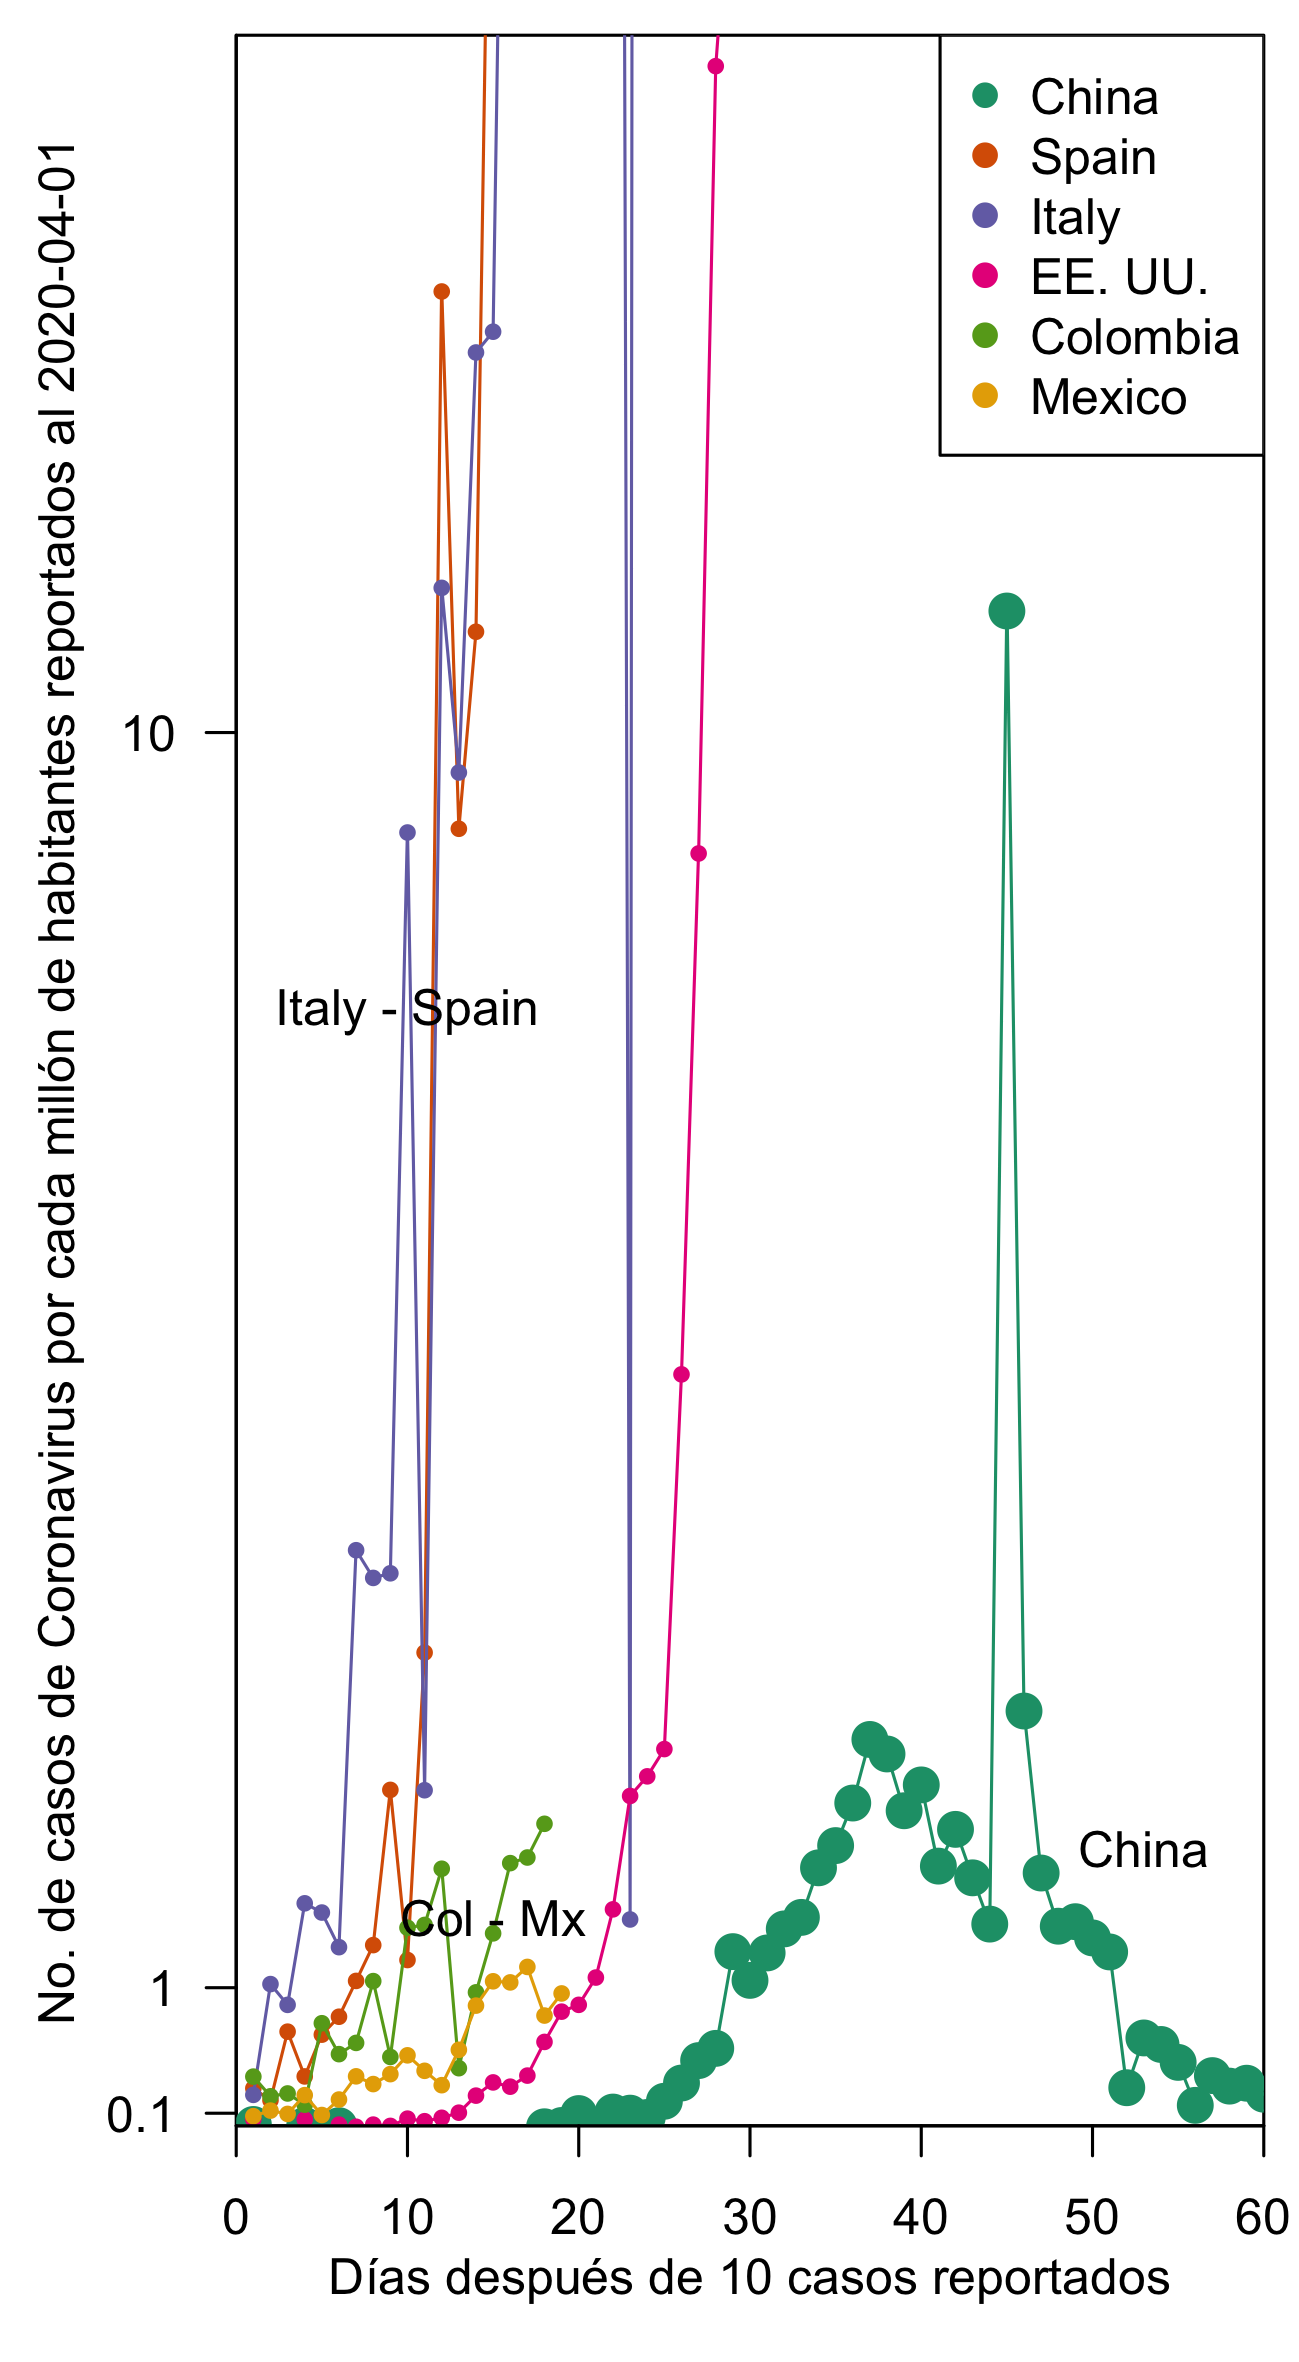 No. de casos de Coronavirus por cada millón de habitantes reportados al 2020-04-01
China
Spain
Italy
EE. UU.
Colombia
Mexico
10
Italy - Spain
China
Col - Mx
1
0.1
0 10 20 30 40 50 60
Días después de 10 casos reportados